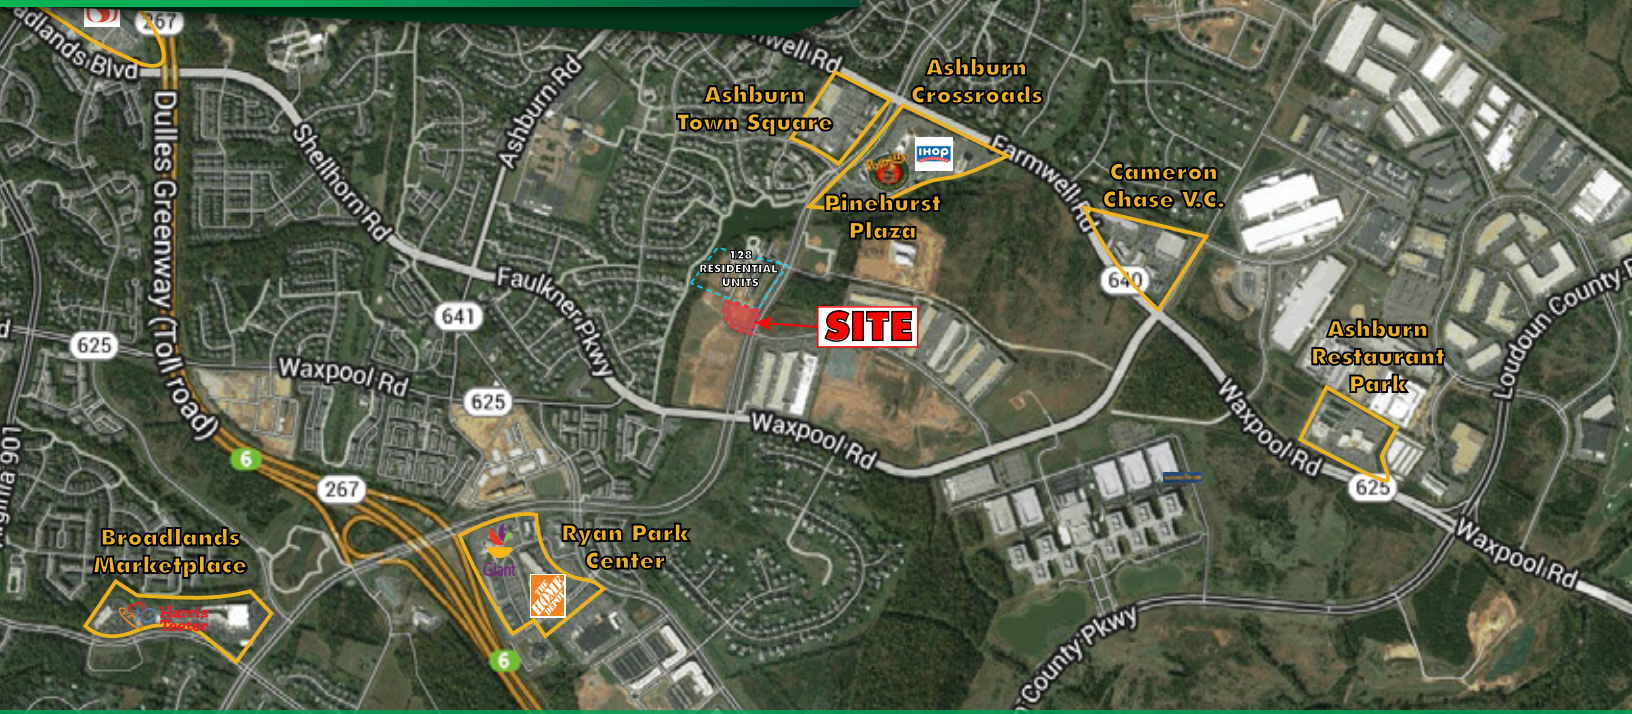 267
adlands Blvd
nwell Rd
Ashburn
Crossroads
Ashburn
Town Square
Ashburn Rd
Dulles Greenway (Toll road)
Shellhorn Rd
IHOP
Farmwell Rd
Cameron
Chase V.C.
Pinehurst
Plaza
128
RESIDENTIAL
UNITS
Faulkner Pkwy
640
SITE
641
625
Waxpool Rd
625
Ashburn
Restaurant
Park
Loudoun County P
Waxpool Rd
Waxpool Rd
625
ginia 901
6
267
Waxpool Rd
Broadlands
Marketplace
Harris
Teeter
Ryan Park
Center
Giant
THE
HOME
DEPOT
6
County Pkwy